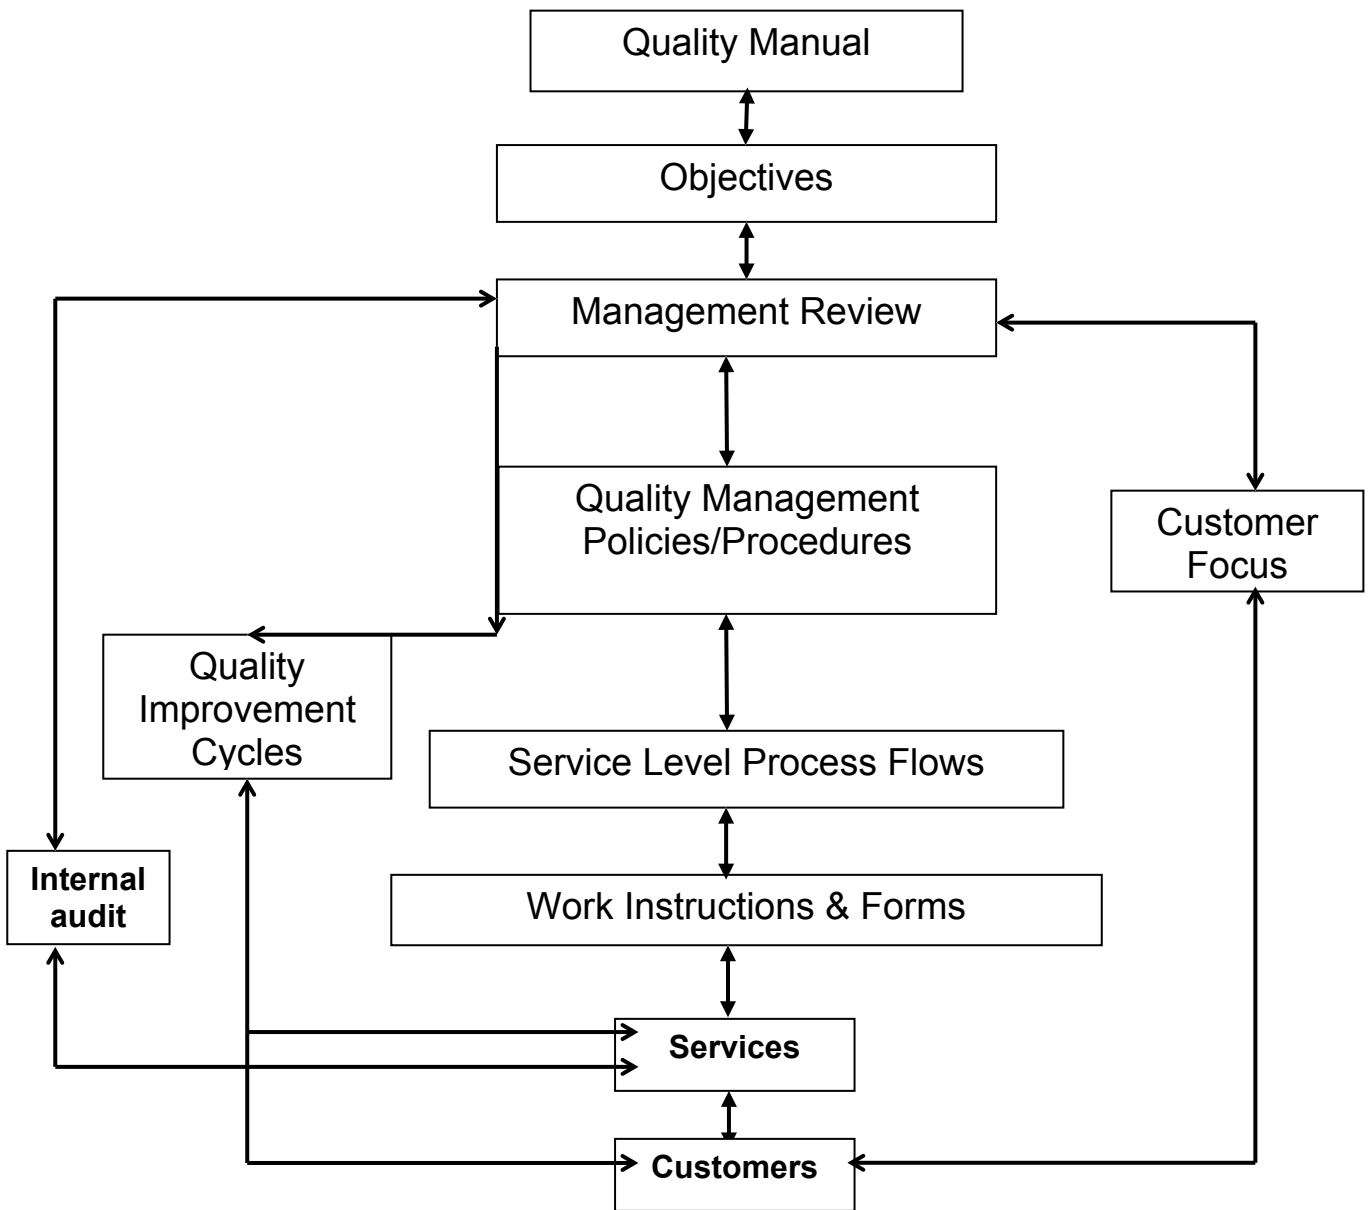 Quality Manual
Objectives
Management Review
Quality Management
Policies/Procedures
Customer
Focus
Quality
Improvement
Cycles
Service Level Process Flows
Internal
audit
Work Instructions & Forms
Services
Customers